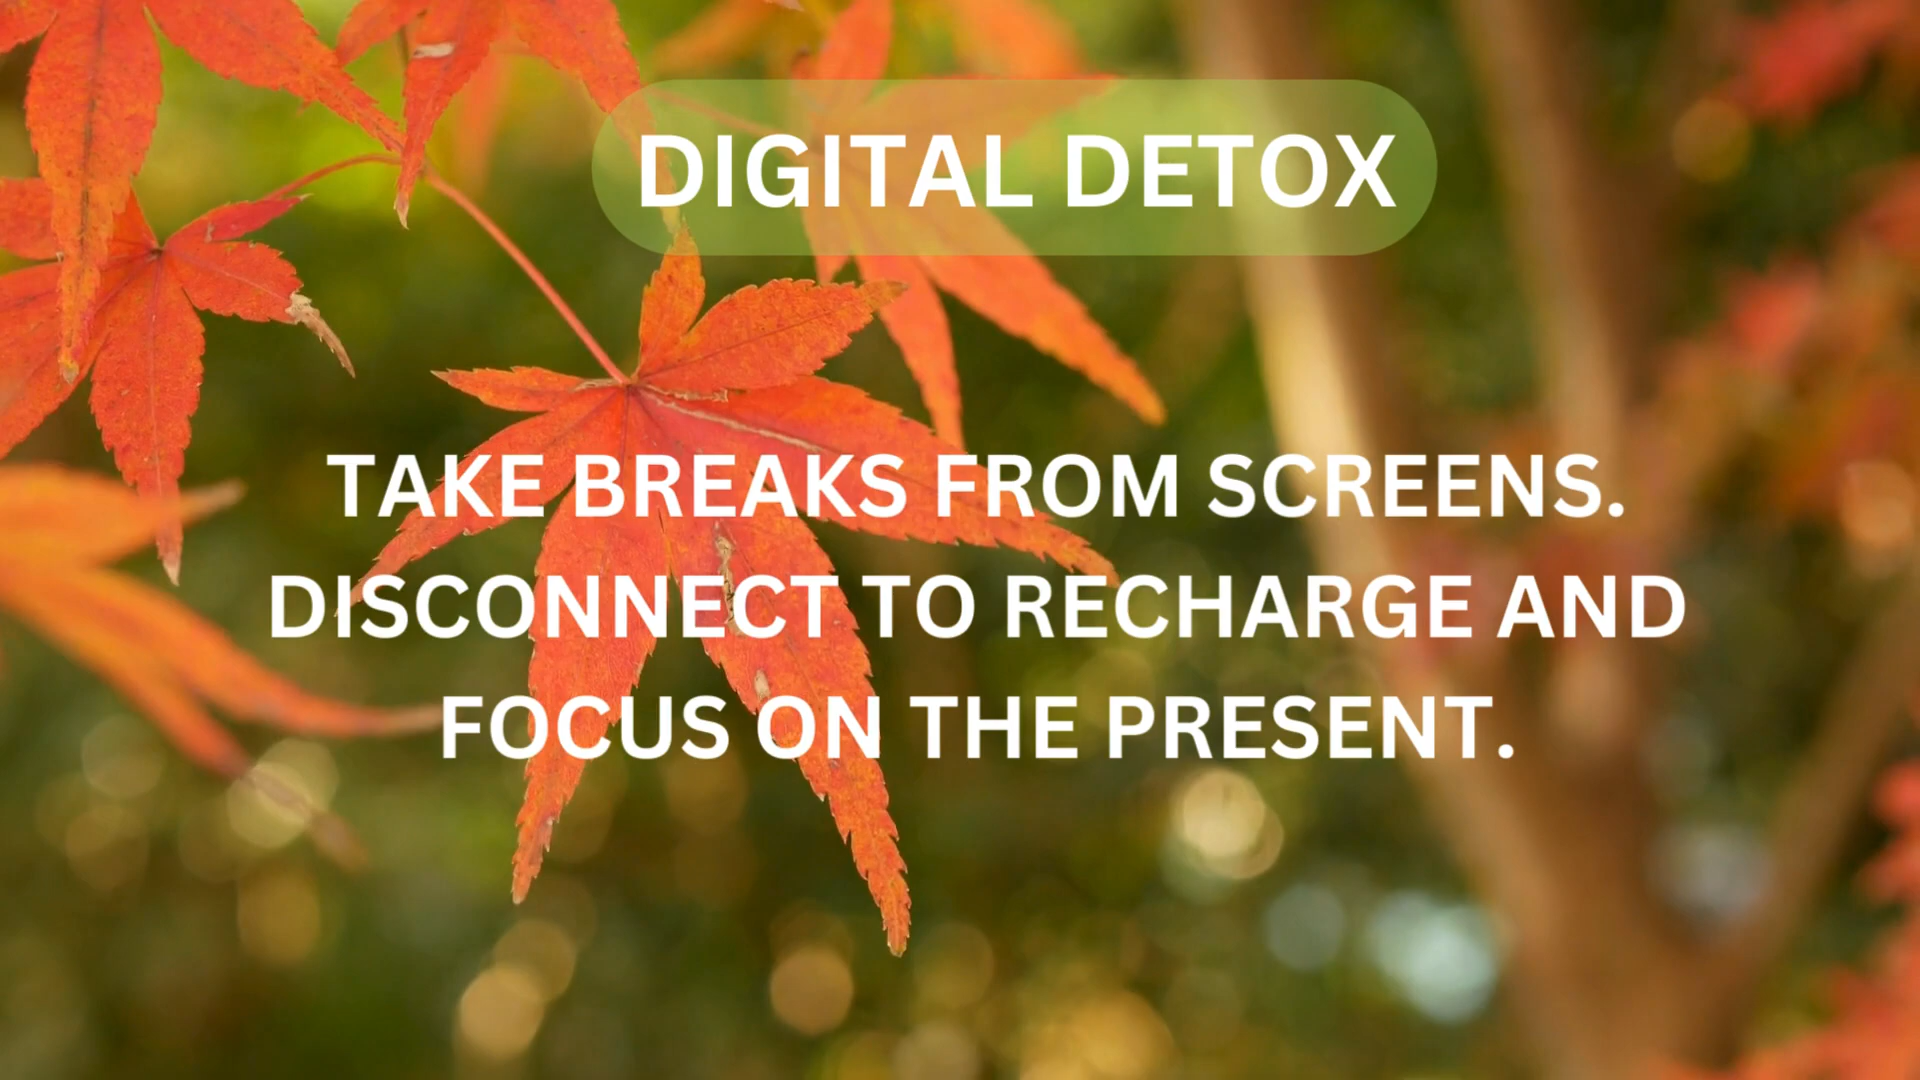 DIGITAL DETOX
TAKE BREAKS FROM SCREENS.
DISCONNECT TO RECHARGE AND
FOCUS ON THE PRESENT.